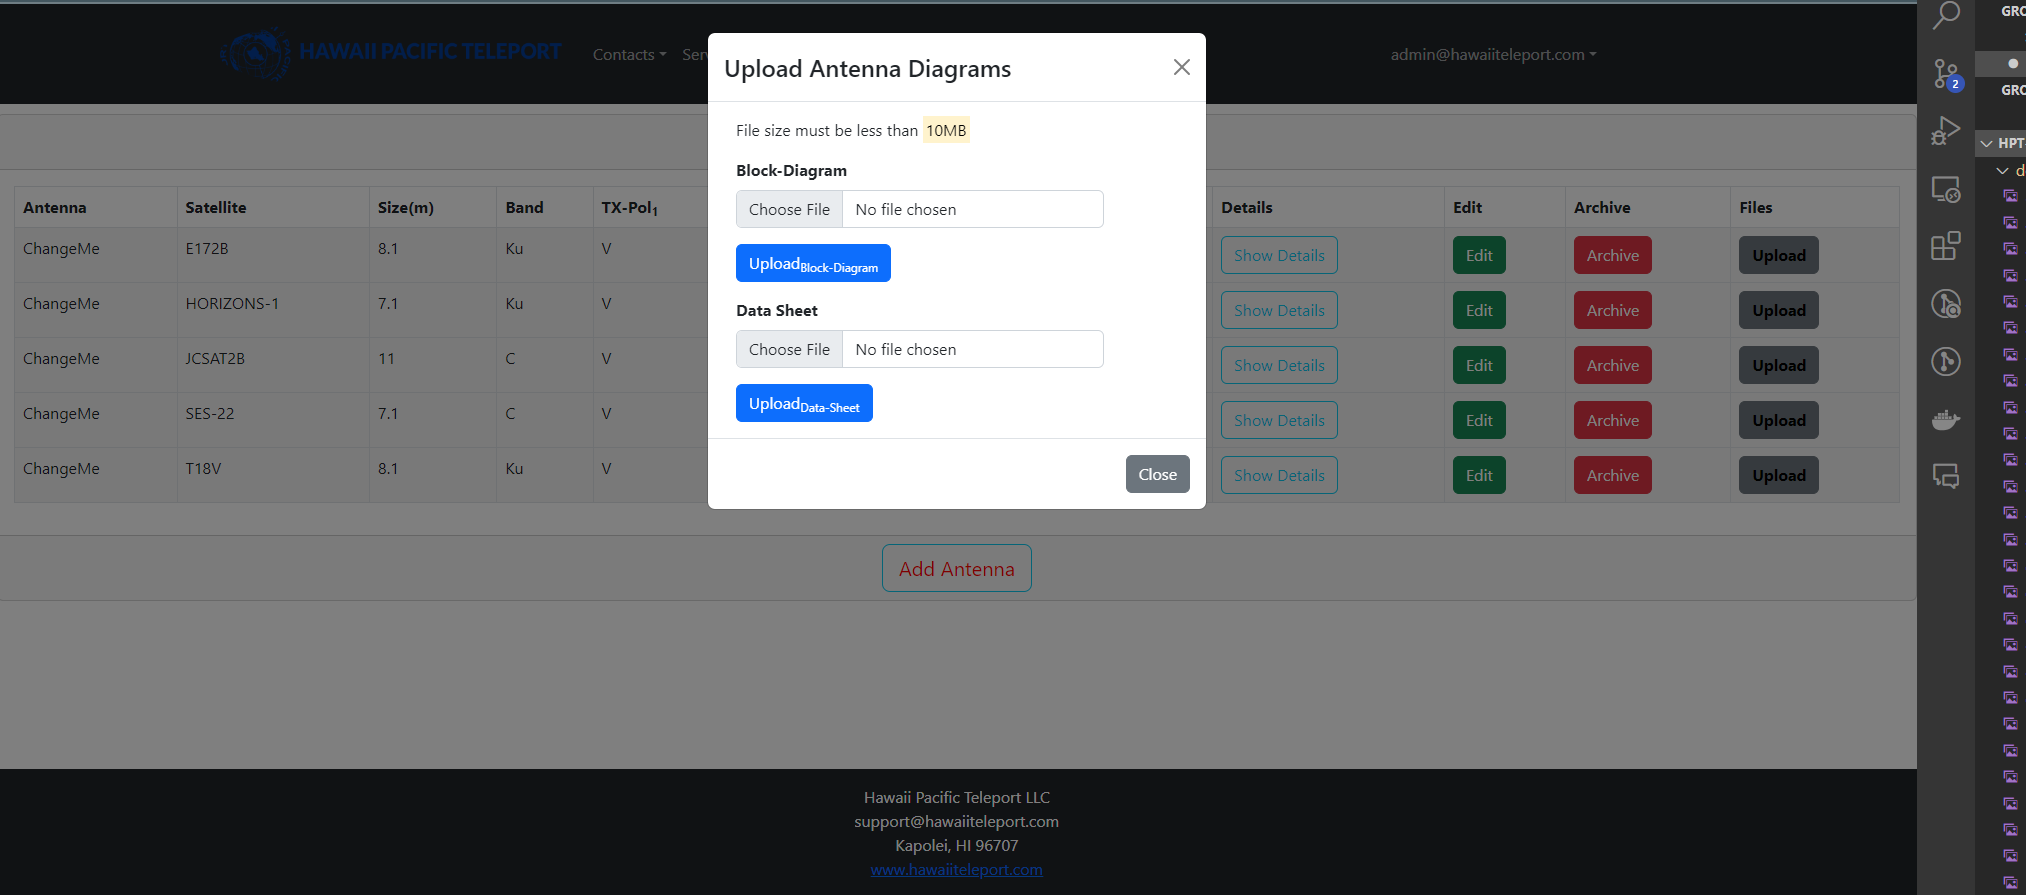 HAWAII PACIFIC TELEPORT
Contacts
admin@hawaiiteleport.com
Upload Antenna Diagrams
File size must be less than 10MB
Block-Diagram
Choose File No file chosen
Upload Block-Diagram
Data Sheet
Choose File No file chosen
Upload Data-Sheet
Close
Antenna Satellite Size(m) Band TX-Pol1 Details Edit Archive Files
ChangeMe E172B 8.1 Ku V Show Details Edit Archive Upload
ChangeMe HORIZONS-1 7.1 Ku V Show Details Edit Archive Upload
ChangeMe JCSAT2B 11 C V Show Details Edit Archive Upload
ChangeMe SES-22 7.1 C V Show Details Edit Archive Upload
ChangeMe T18V 8.1 Ku V Show Details Edit Archive Upload
Add Antenna
Hawaii Pacific Teleport LLC
support@hawaiiteleport.com
Kapolei, HI 96707
www.hawaiiteleport.com
GRO
2
GRO
HPT
d